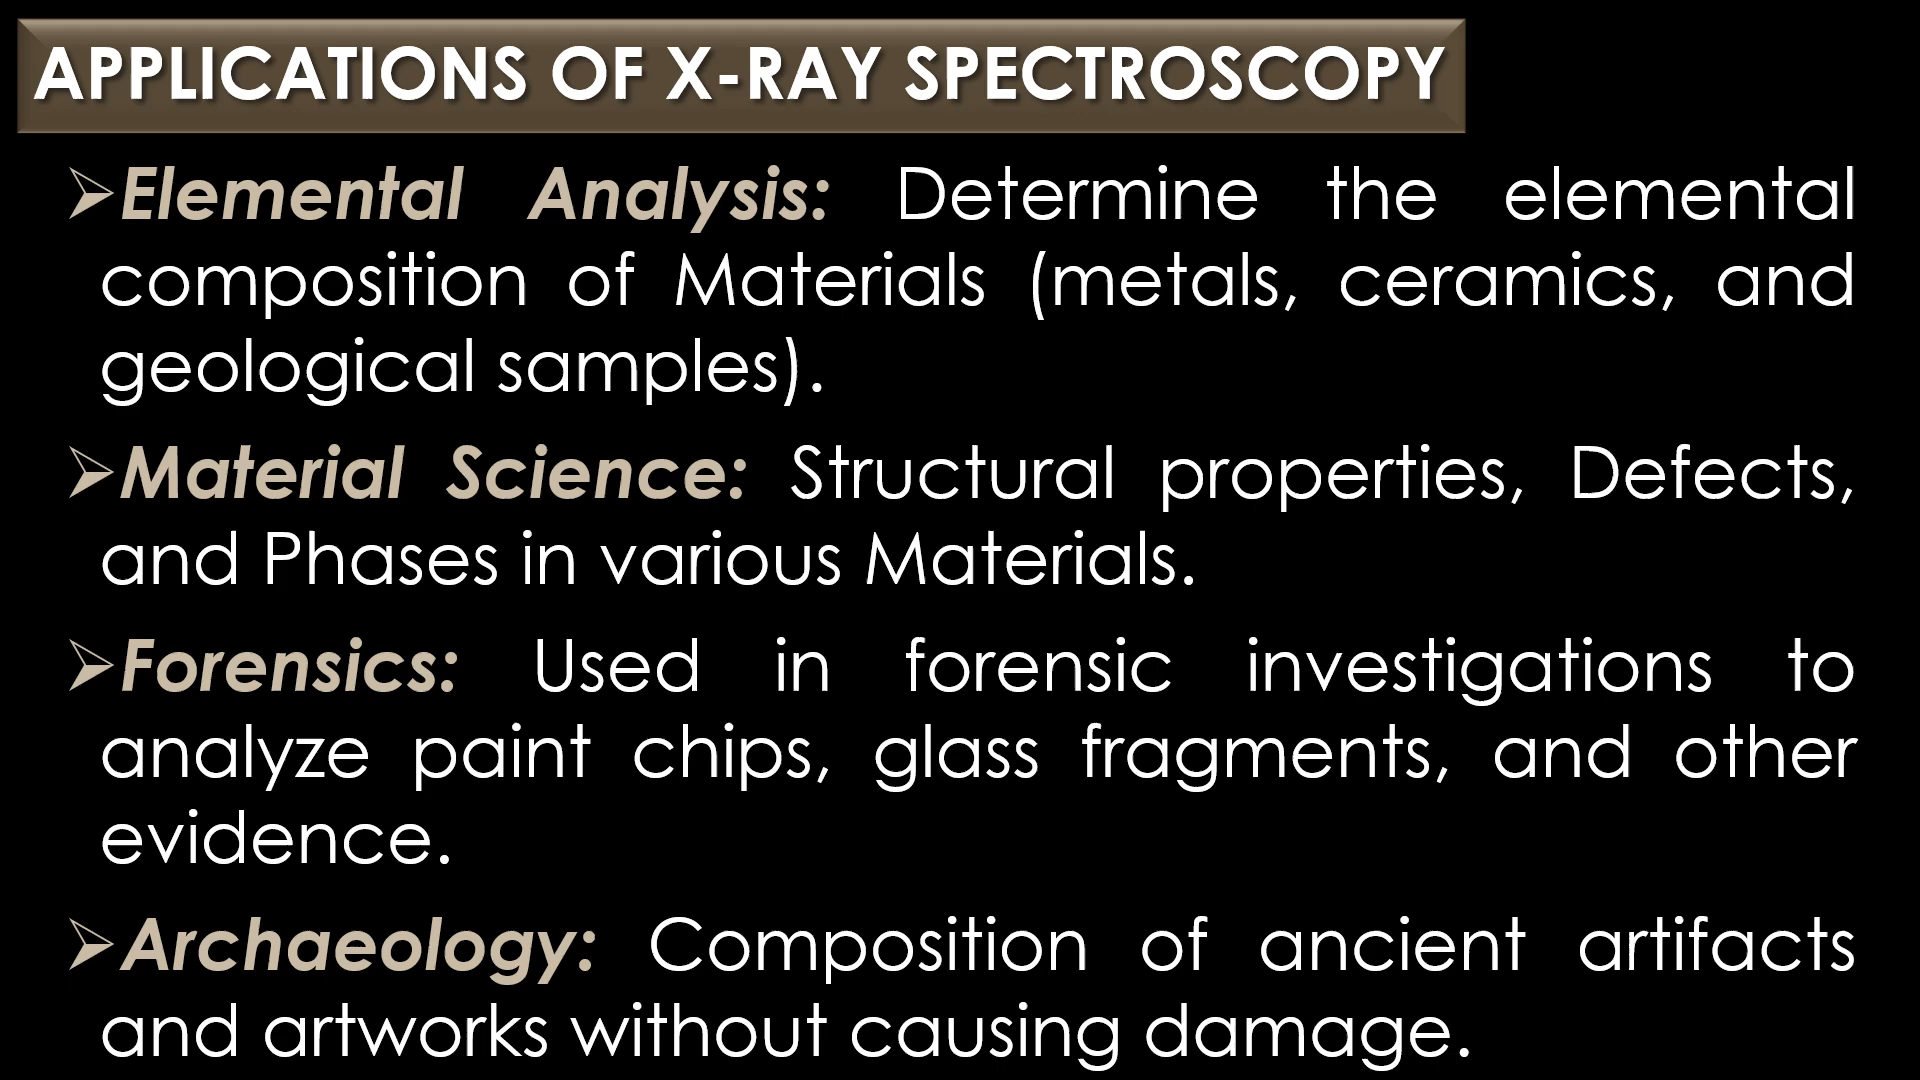 APPLICATIONS OF X-RAY SPECTROSCOPY
➢Elemental Analysis: Determine the elemental
composition of Materials (metals, ceramics, and
geological samples).
➢Material Science: Structural properties, Defects,
and Phases in various Materials.
➢Forensics: Used in forensic investigations to
analyze paint chips, glass fragments, and other
evidence.
➢Archaeology: Composition of ancient artifacts
and artworks without causing damage.